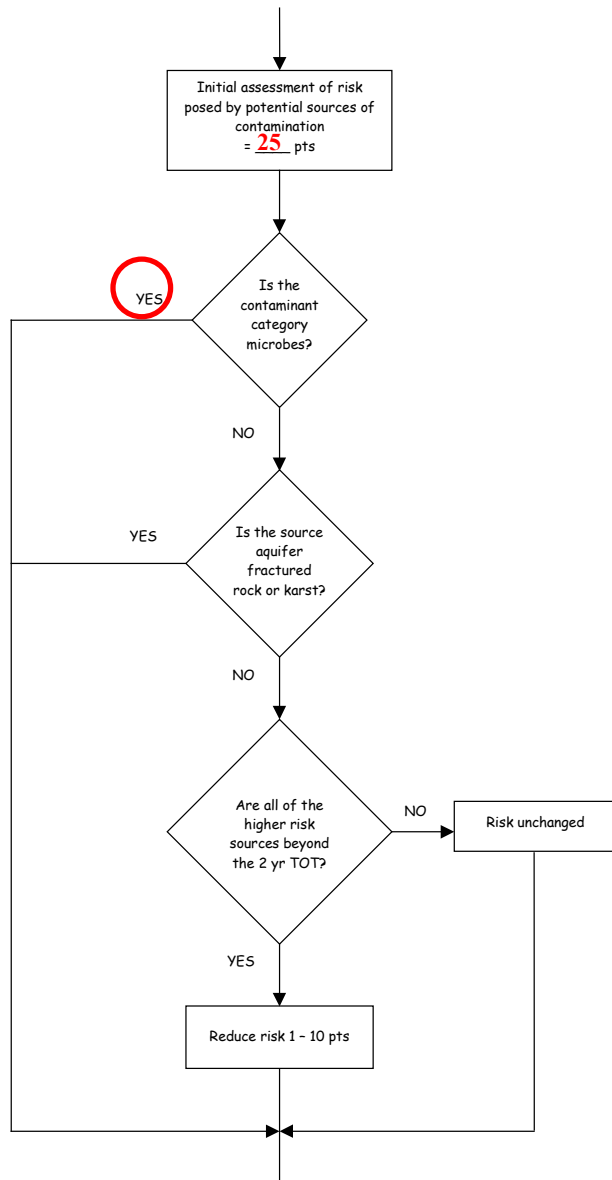 Initial assessment of risk
posed by potential sources of
contamination
= 25 pts
Is the
contaminant
category
microbes?
YES
NO
Is the source
aquifer
fractured
rock or karst?
YES
NO
Are all of the
higher risk
sources beyond
the 2 yr TOT?
NO
Risk unchanged
YES
Reduce risk 1 – 10 pts